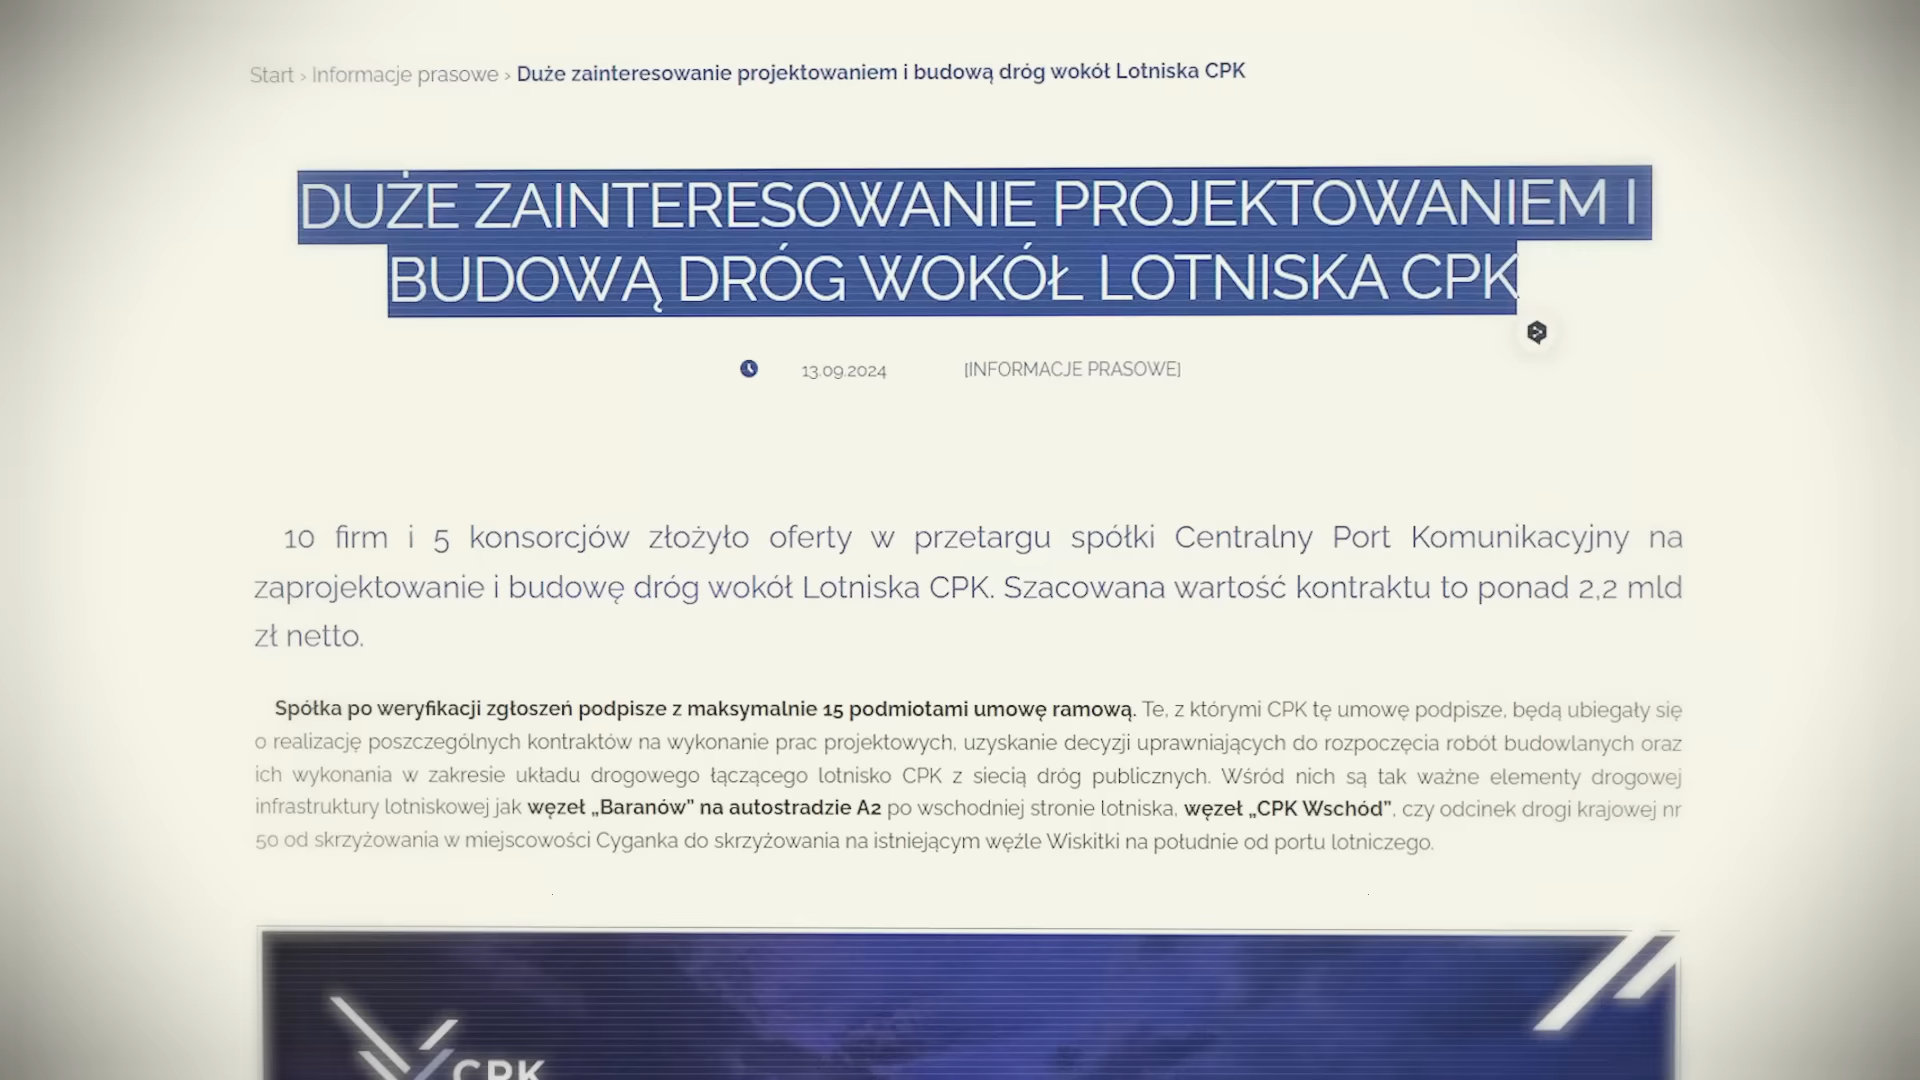 Start › Informacje prasowe › Duże zainteresowanie projektowaniem i budową dróg wokół Lotniska CPK
DUŻE ZAINTERESOWANIE PROJEKTOWANIEM I
BUDOWĄ DRÓG WOKÓŁ LOTNISKA CPK
13.09.2024 [INFORMACJE PRASOWE]
10 firm i 5 konsorcjów złożyło oferty w przetargu spółki Centralny Port Komunikacyjny na
zaprojektowanie i budowę dróg wokół Lotniska CPK. Szacowana wartość kontraktu to ponad 2,2 mld
zł netto.
Spółka po weryfikacji zgłoszeń podpisze z maksymalnie 15 podmiotami umowę ramową. Te, z którymi CPK tę umowę podpisze, będą ubiegały się
o realizację poszczególnych kontraktów na wykonanie prac projektowych, uzyskanie decyzji uprawniających do rozpoczęcia robót budowlanych oraz
ich wykonania w zakresie układu drogowego łączącego lotnisko CPK z siecią dróg publicznych. Wśród nich są tak ważne elementy drogowej
infrastruktury lotniskowej jak węzeł „Baranów” na autostradzie A2 po wschodniej stronie lotniska, węzeł „CPK Wschód”, czy odcinek drogi krajowej nr
50 od skrzyżowania w miejscowości Cyganka do skrzyżowania na istniejącym węźle Wiskitki na południe od portu lotniczego.
CPK